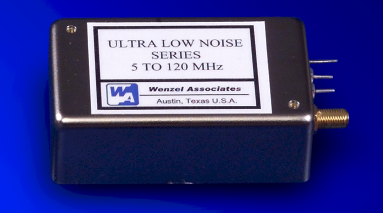 ULTRA LOW NOISE
SERIES
5 TO 120 MHz
WA Wenzel Associates
Austin, Texas U.S.A.